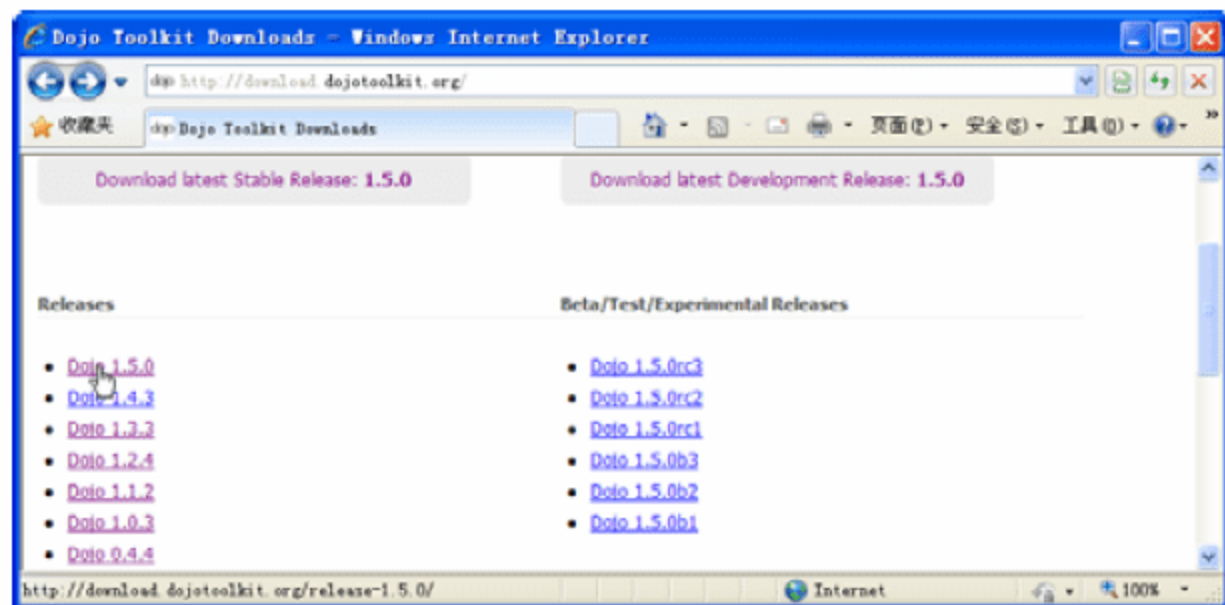 Dojo Toolkit Downloads - Windows Internet Explorer
http://download.dojotoolkit.org/
收藏夹
Dojo Toolkit Downloads
页面(P)
安全(S)
工具(O)
Download latest Stable Release: 1.5.0
Download latest Development Release: 1.5.0
Releases
Dojo 1.5.0
Dojo 1.4.3
Dojo 1.3.3
Dojo 1.2.4
Dojo 1.1.2
Dojo 1.0.3
Dojo 0.4.4
Beta/Test/Experimental Releases
Dojo 1.5.0rc3
Dojo 1.5.0rc2
Dojo 1.5.0rc1
Dojo 1.5.0b3
Dojo 1.5.0b2
Dojo 1.5.0b1
http://download.dojotoolkit.org/release-1.5.0/
Internet
100%